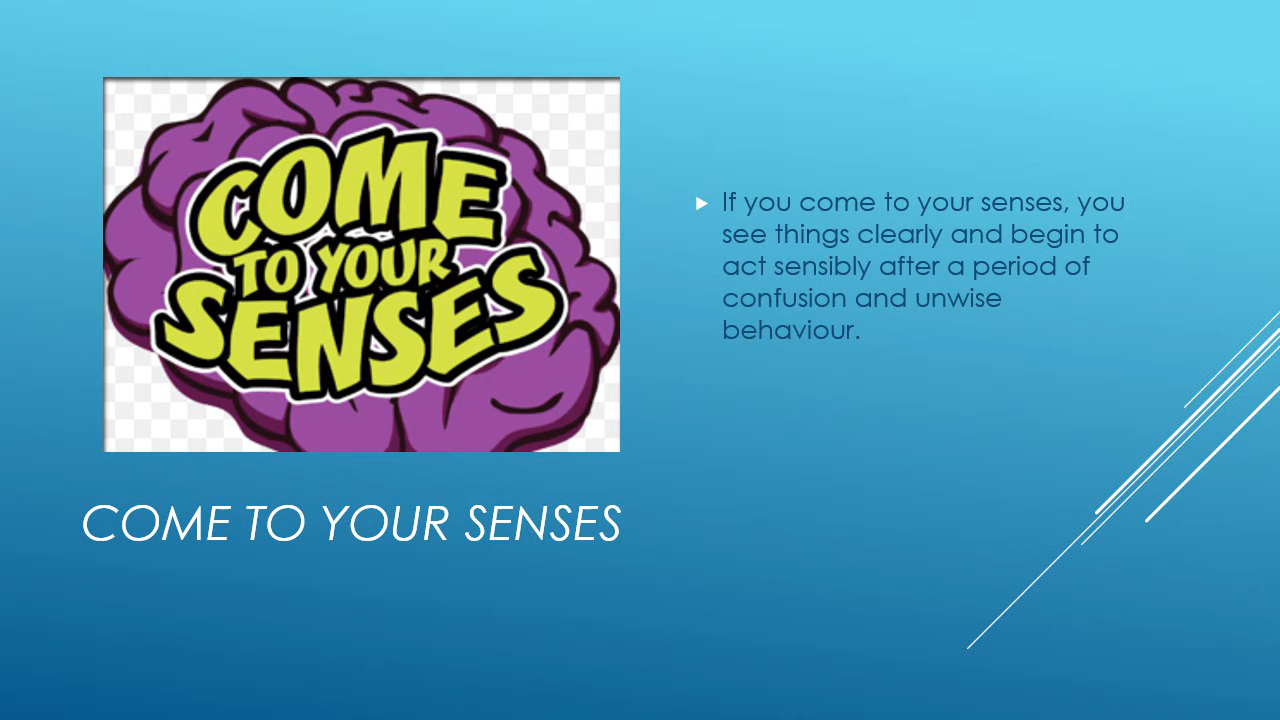 COME
TO YOUR
SENSES
If you come to your senses, you
see things clearly and begin to
act sensibly after a period of
confusion and unwise
behaviour.
COME TO YOUR SENSES